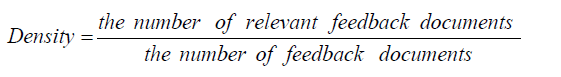 Density = the number of relevant feedback documents
the number of feedback documents